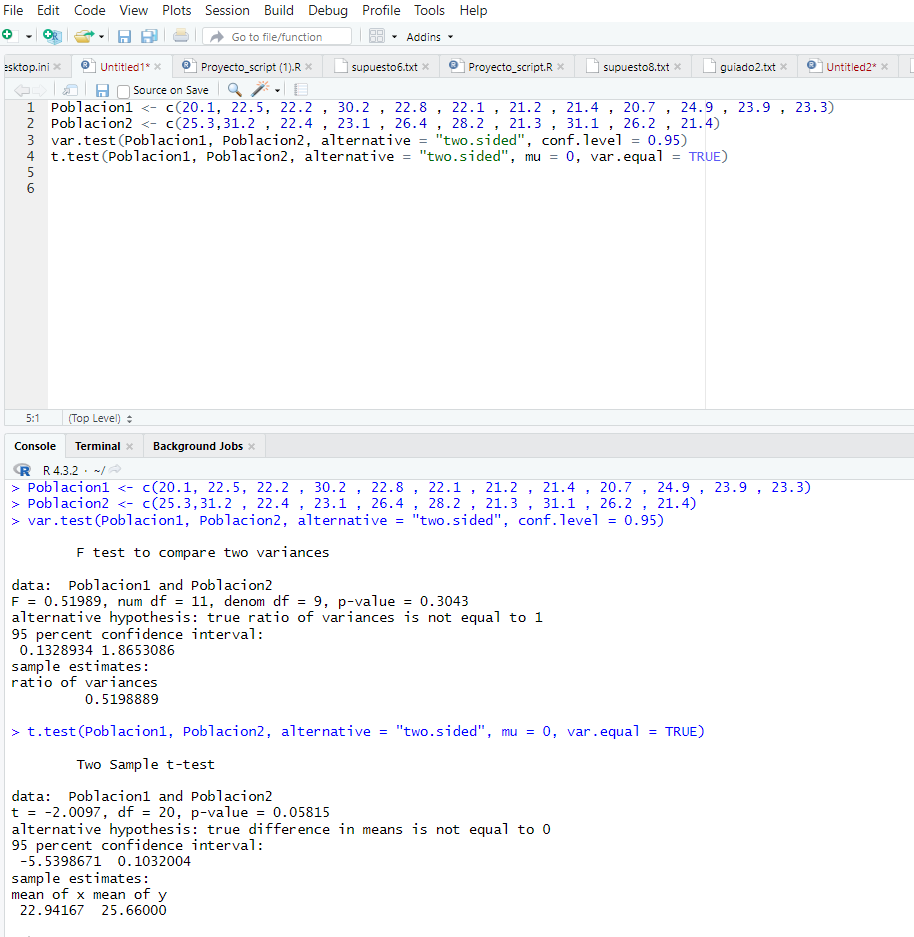 File Edit Code View Plots Session Build Debug Profile Tools Help
Go to file/function Addins
esktop.ini Untitled1* Proyecto_script (1).R supuesto6.txt Proyecto_script.R supuesto8.txt guiado2.txt Untitled2*
Source on Save
1 Poblacion1 <- c(20.1, 22.5, 22.2 , 30.2 , 22.8 , 22.1 , 21.2 , 21.4 , 20.7 , 24.9 , 23.9 , 23.3)
2 Poblacion2 <- c(25.3,31.2 , 22.4 , 23.1 , 26.4 , 28.2 , 21.3 , 31.1 , 26.2 , 21.4)
3 var.test(Poblacion1, Poblacion2, alternative = "two.sided", conf.level = 0.95)
4 t.test(Poblacion1, Poblacion2, alternative = "two.sided", mu = 0, var.equal = TRUE)
5
6
5:1 (Top Level)
Console Terminal Background Jobs
R R 4.3.2 · ~/
> Poblacion1 <- c(20.1, 22.5, 22.2 , 30.2 , 22.8 , 22.1 , 21.2 , 21.4 , 20.7 , 24.9 , 23.9 , 23.3)
> Poblacion2 <- c(25.3,31.2 , 22.4 , 23.1 , 26.4 , 28.2 , 21.3 , 31.1 , 26.2 , 21.4)
> var.test(Poblacion1, Poblacion2, alternative = "two.sided", conf.level = 0.95)
F test to compare two variances
data:  Poblacion1 and Poblacion2
F = 0.51989, num df = 11, denom df = 9, p-value = 0.3043
alternative hypothesis: true ratio of variances is not equal to 1
95 percent confidence interval:
0.1328934 1.8653086
sample estimates:
ratio of variances
0.5198889
> t.test(Poblacion1, Poblacion2, alternative = "two.sided", mu = 0, var.equal = TRUE)
Two Sample t-test
data:  Poblacion1 and Poblacion2
t = -2.0097, df = 20, p-value = 0.05815
alternative hypothesis: true difference in means is not equal to 0
95 percent confidence interval:
-5.5398671  0.1032004
sample estimates:
mean of x mean of y
22.94167  25.66000